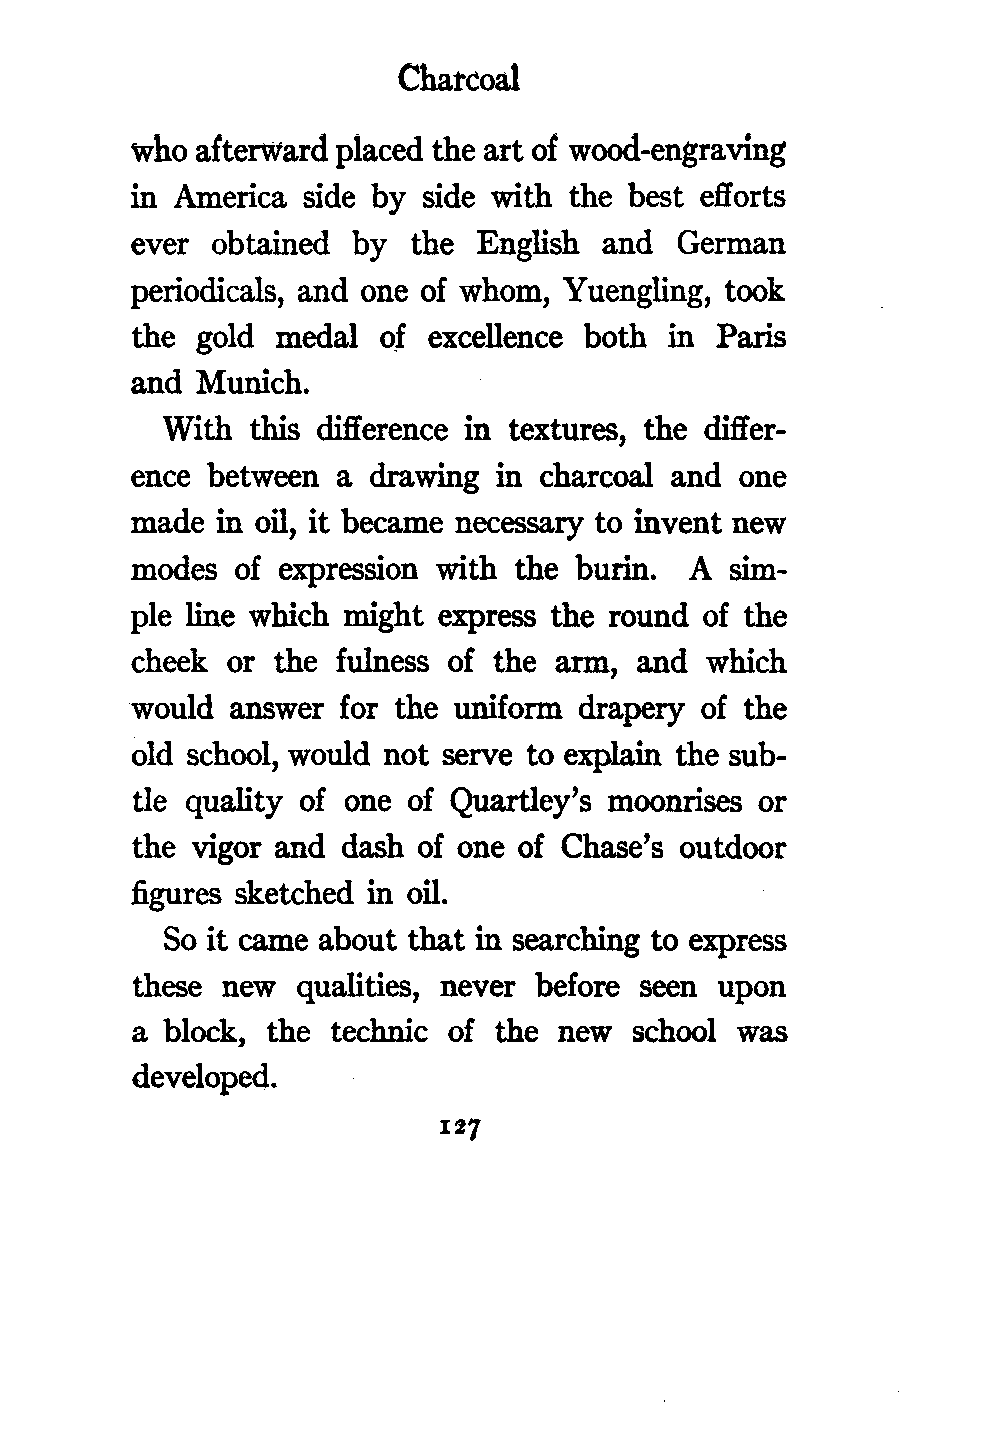 Charcoal
who afterward placed the art of wood-engraving
in America side by side with the best efforts
ever obtained by the English and German
periodicals, and one of whom, Yuengling, took
the gold medal of excellence both in Paris
and Munich.
With this difference in textures, the differ-
ence between a drawing in charcoal and one
made in oil, it became necessary to invent new
modes of expression with the burin. A sim-
ple line which might express the round of the
cheek or the fulness of the arm, and which
would answer for the uniform drapery of the
old school, would not serve to explain the sub-
tle quality of one of Quartley's moonrises or
the vigor and dash of one of Chase's outdoor
figures sketched in oil.
So it came about that in searching to express
these new qualities, never before seen upon
a block, the technic of the new school was
developed.
127